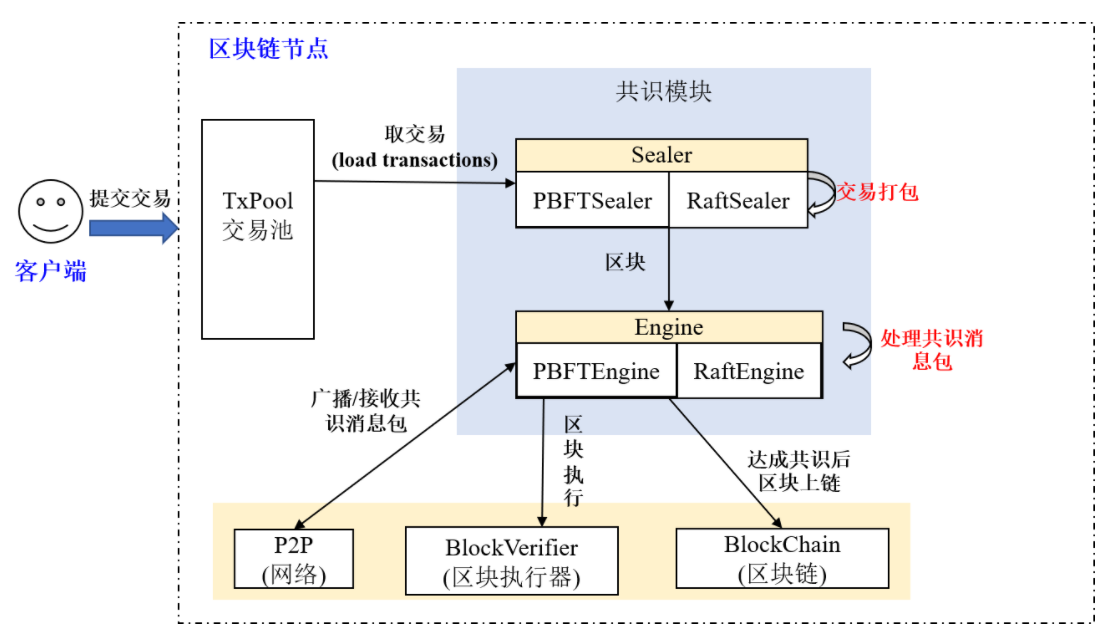 区块链节点
共识模块
取交易
(load transactions)
Sealer
PBFTSealer
RaftSealer
交易打包
提交交易
客户端
TxPool
交易池
区块
Engine
PBFTEngine
RaftEngine
处理共识消
息包
广播/接收共
识消息包
区
块
执
行
达成共识后
区块上链
P2P
(网络)
BlockVerifier
(区块执行器)
BlockChain
(区块链)